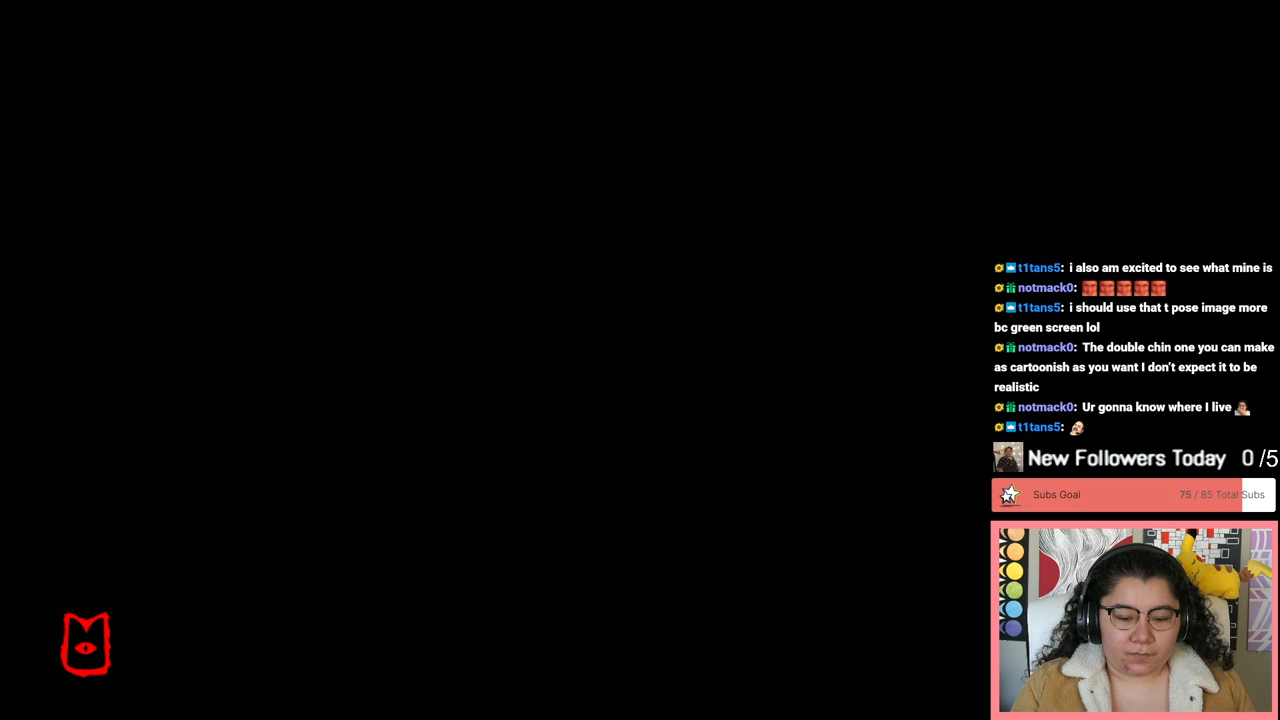 t1tans5: i also am excited to see what mine is
notmack0:
t1tans5: i should use that t pose image more
bc green screen lol
notmack0: The double chin one you can make
as cartoonish as you want I don’t expect it to be
realistic
notmack0: Ur gonna know where I live
t1tans5:
New Followers Today 0 /5
Subs Goal 75 / 85 Total Subs